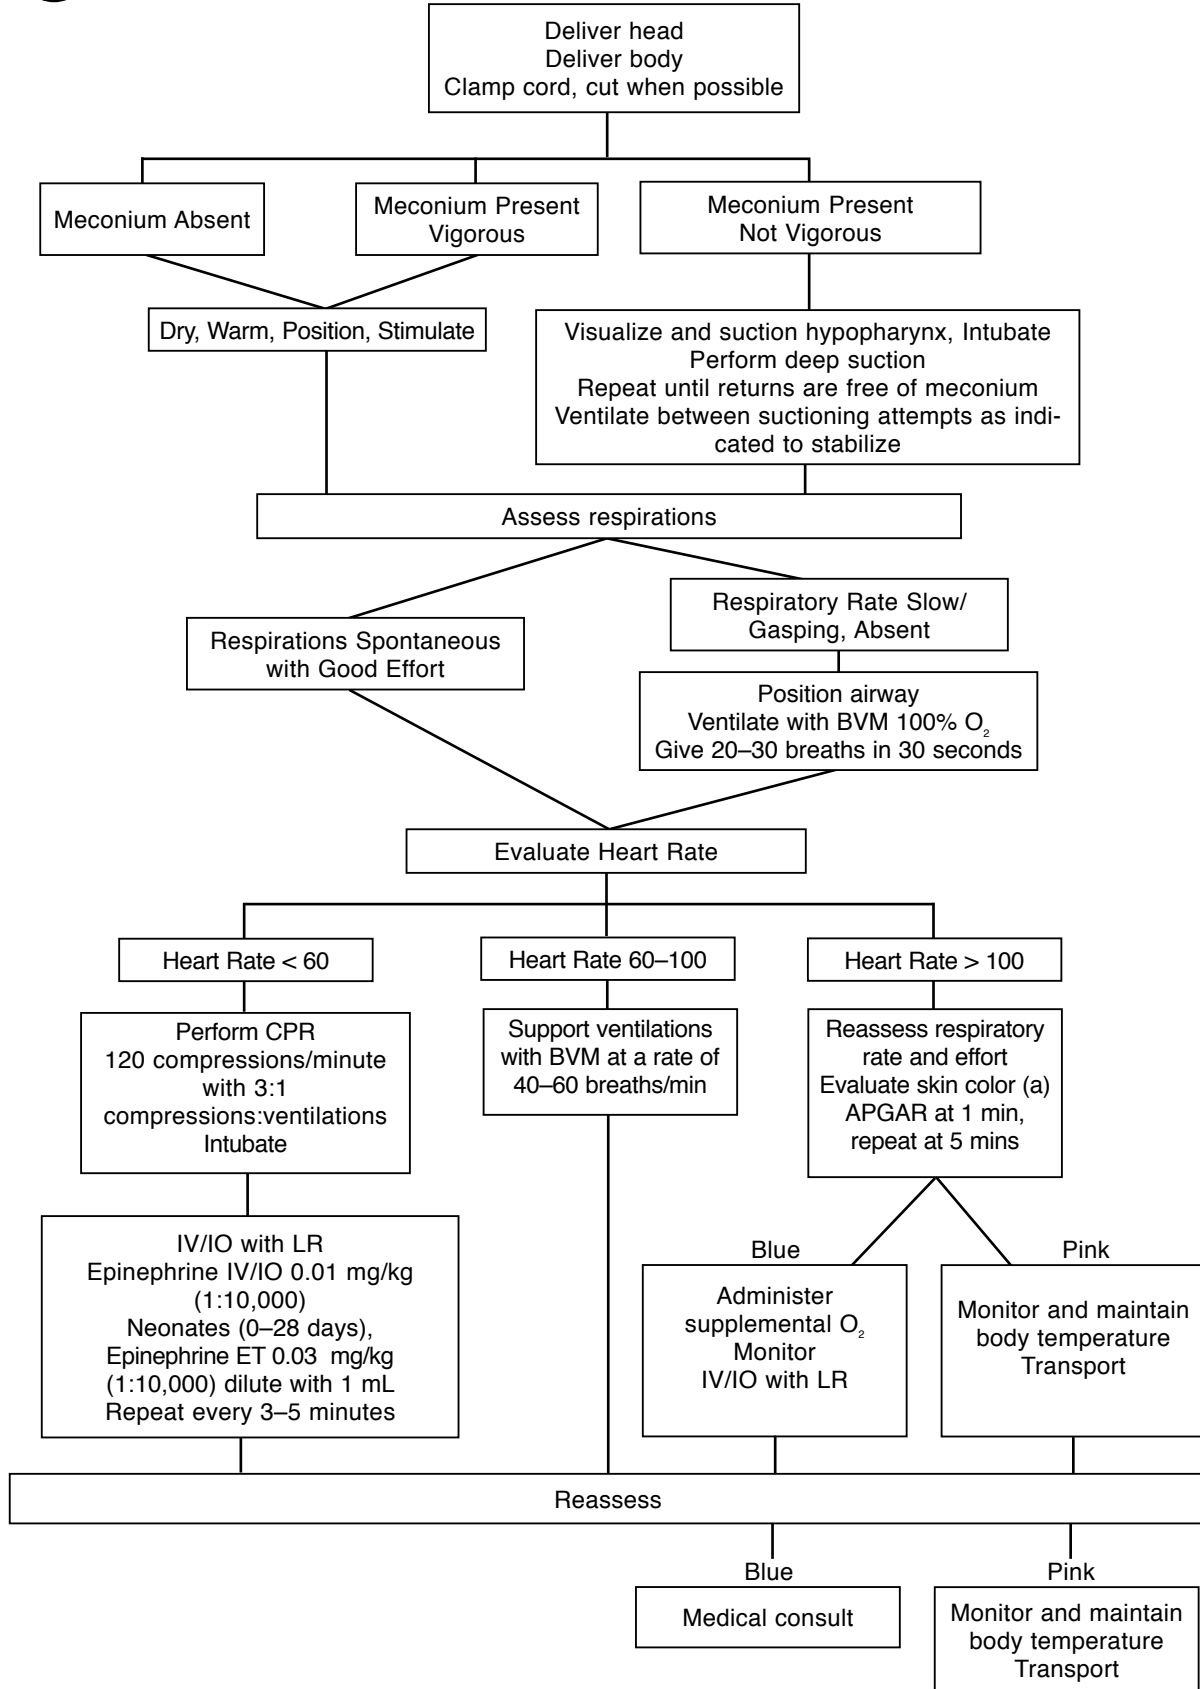 Deliver head
Deliver body
Clamp cord, cut when possible
Meconium Absent
Meconium Present
Vigorous
Meconium Present
Not Vigorous
Dry, Warm, Position, Stimulate
Visualize and suction hypopharynx, Intubate
Perform deep suction
Repeat until returns are free of meconium
Ventilate between suctioning attempts as indi-
cated to stabilize
Assess respirations
Respirations Spontaneous
with Good Effort
Respiratory Rate Slow/
Gasping, Absent
Position airway
Ventilate with BVM 100% O₂
Give 20–30 breaths in 30 seconds
Evaluate Heart Rate
Heart Rate < 60
Heart Rate 60–100
Heart Rate > 100
Perform CPR
120 compressions/minute
with 3:1
compressions:ventilations
Intubate
Support ventilations
with BVM at a rate of
40–60 breaths/min
Reassess respiratory
rate and effort
Evaluate skin color (a)
APGAR at 1 min,
repeat at 5 mins
IV/IO with LR
Epinephrine IV/IO 0.01 mg/kg
(1:10,000)
Neonates (0–28 days),
Epinephrine ET 0.03 mg/kg
(1:10,000) dilute with 1 mL
Repeat every 3–5 minutes
Blue
Administer
supplemental O₂
Monitor
IV/IO with LR
Pink
Monitor and maintain
body temperature
Transport
Reassess
Blue
Medical consult
Pink
Monitor and maintain
body temperature
Transport